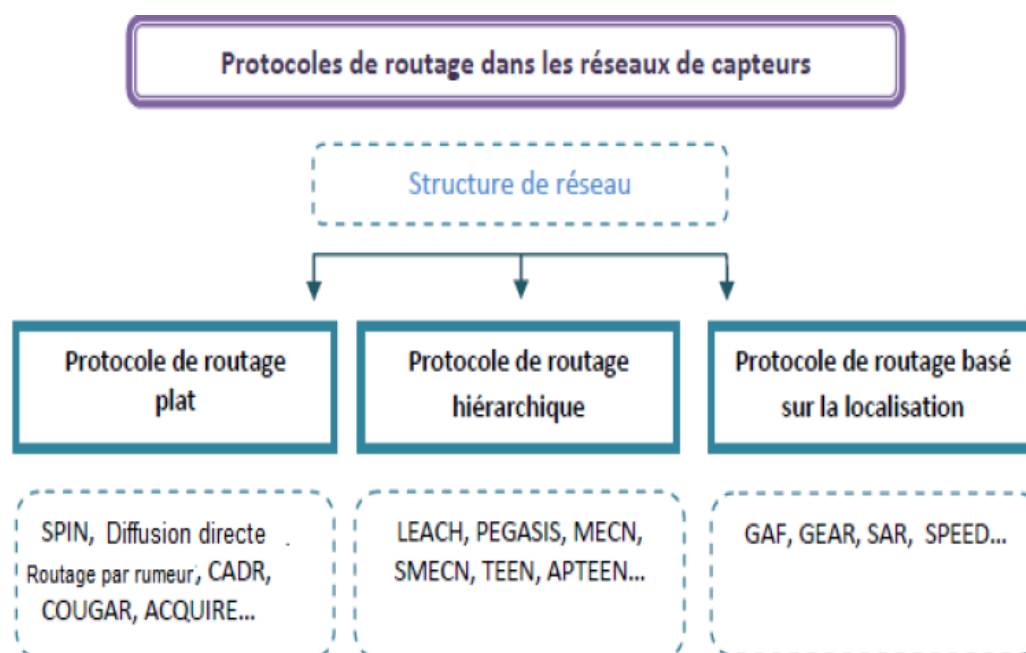 Protocoles de routage dans les réseaux de capteurs
Structure de réseau
Protocole de routage
plat
Protocole de routage
hiérarchique
Protocole de routage basé
sur la localisation
SPIN, Diffusion directe .
Routage par rumeur, CADR,
COUGAR, ACQUIRE...
LEACH, PEGASIS, MECN,
SMECN, TEEN, APTEEN...
GAF, GEAR, SAR, SPEED...